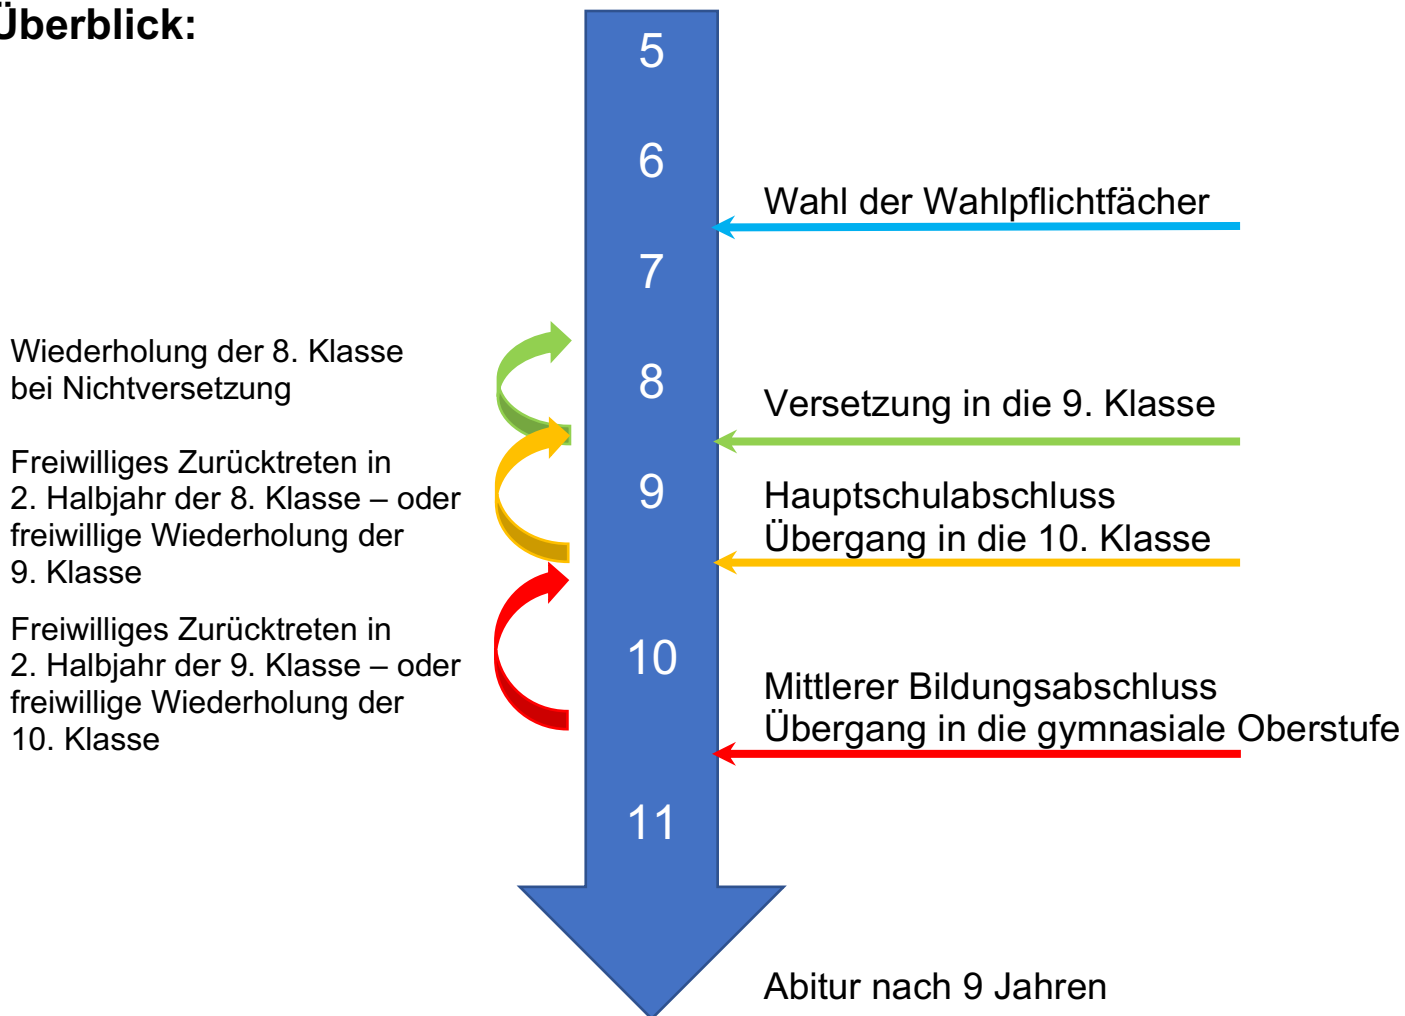 Überblick:
5
6
Wahl der Wahlpflichtfächer
7
Wiederholung der 8. Klasse
bei Nichtversetzung
8
Versetzung in die 9. Klasse
Freiwilliges Zurücktreten in
2. Halbjahr der 8. Klasse – oder
freiwillige Wiederholung der
9. Klasse
9
Hauptschulabschluss
Übergang in die 10. Klasse
Freiwilliges Zurücktreten in
2. Halbjahr der 9. Klasse – oder
freiwillige Wiederholung der
10. Klasse
10
Mittlerer Bildungsabschluss
Übergang in die gymnasiale Oberstufe
11
Abitur nach 9 Jahren